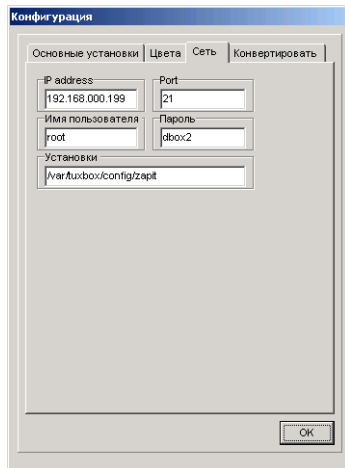 Конфигурация
Основные установки Цвета Сеть Конвертировать
IP address Port
192.168.000.199 21
Имя пользователя Пароль
root dbox2
Установки
/var/tuxbox/config/zapit
OK